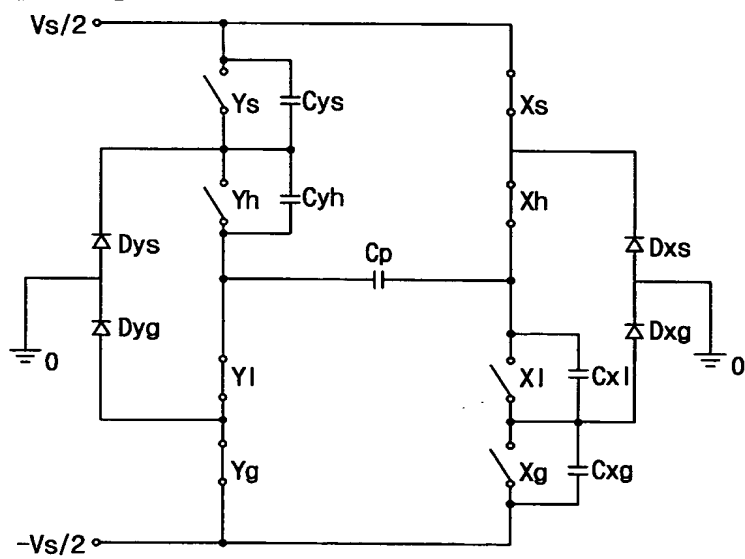 Vs/2
Ys
Cys
Xs
Yh
Cyh
Xh
Dys
Cp
Dxs
Dyg
Dxg
0
Yl
Xl
Cxl
0
Yg
Xg
Cxg
-Vs/2